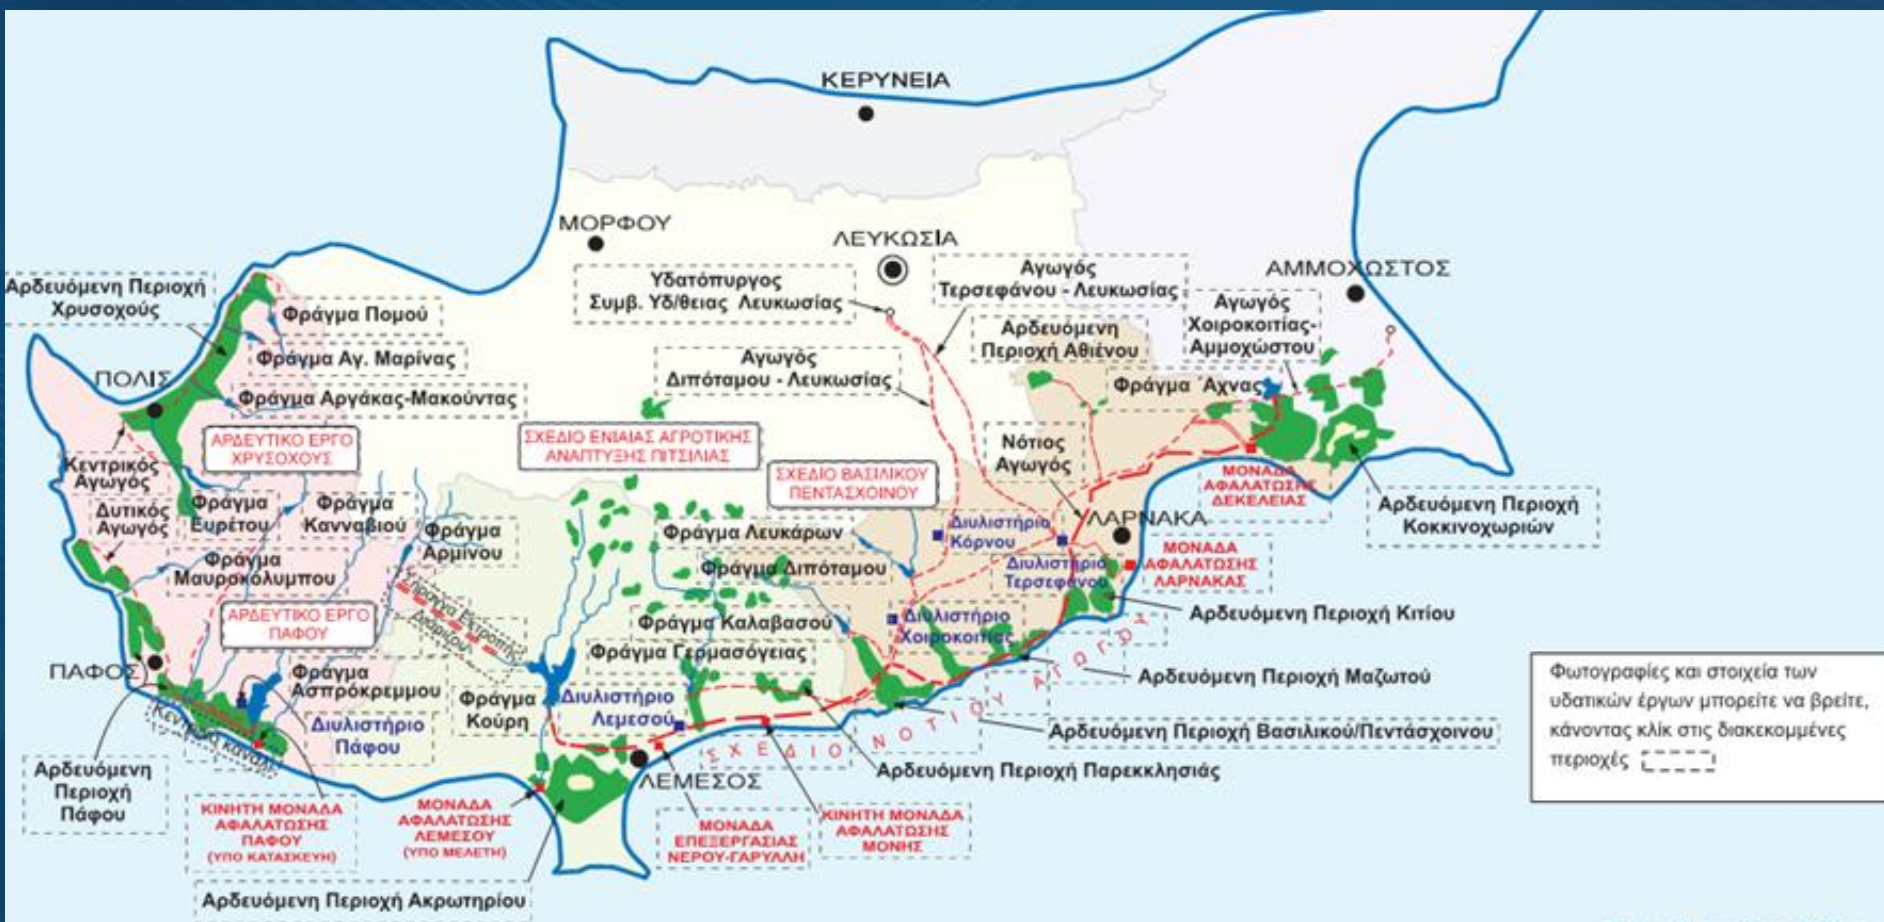 ΚΕΡΥΝΕΙΑ
ΜΟΡΦΟΥ
ΛΕΥΚΩΣΙΑ
ΑΜΜΟΧΩΣΤΟΣ
Αρδευόμενη Περιοχή
Χρυσοχούς
Φράγμα Πομού
Φράγμα Αγ. Μαρίνας
Φράγμα Αργάκας-Μακούντας
ΠΟΛΙΣ
Υδατόπυργος
Συμβ. Υδ/θειας Λευκωσίας
Αγωγός
Τερσεφάνου - Λευκωσίας
Αγωγός
Διπόταμου - Λευκωσίας
Αρδευόμενη
Περιοχή Αθιένου
Αγωγός
Χοιροκοιτίας-
Αμμοχώστου
Φράγμα ΄Αχνας
ΑΡΔΕΥΤΙΚΟ ΕΡΓΟ
ΧΡΥΣΟΧΟΥΣ
ΣΧΕΔΙΟ ΕΝΙΑΙΑΣ ΑΓΡΟΤΙΚΗΣ
ΑΝΑΠΤΥΞΗΣ ΠΙΤΣΙΛΙΑΣ
ΣΧΕΔΙΟ ΒΑΣΙΛΙΚΟΥ
ΠΕΝΤΑΣΧΟΙΝΟΥ
Νότιος
Αγωγός
ΜΟΝΑΔΑ
ΑΦΑΛΑΤΩΣΗΣ
ΔΕΚΕΛΕΙΑΣ
Αρδευόμενη Περιοχή
Κοκκινοχωριών
Κεντρικός
Αγωγός
Δυτικός
Αγωγός
Φράγμα
Ευρέτου
Φράγμα
Κανναβιού
Φράγμα
Αρμίνου
Φράγμα
Μαυροκόλυμπου
Φράγμα Λευκάρων
Φράγμα Διπόταμου
Διυλιστήριο
Κόρνου
ΛΑΡΝΑΚΑ
Διυλιστήριο
Τερσεφάνου
ΜΟΝΑΔΑ
ΑΦΑΛΑΤΩΣΗΣ
ΛΑΡΝΑΚΑΣ
ΑΡΔΕΥΤΙΚΟ ΕΡΓΟ
ΠΑΦΟΥ
Σήραγγα Εκτροπής
Διαρίζου
Φράγμα Καλαβασού
Διυλιστήριο
Χοιροκοιτίας
Αρδευόμενη Περιοχή Κιτίου
Φράγμα Γερμασόγειας
Αρδευόμενη Περιοχή Μαζωτού
ΠΑΦΟΣ
Φράγμα
Ασπρόκρεμμου
Διυλιστήριο
Πάφου
Φράγμα
Κούρη
Διυλιστήριο
Λεμεσού
ΣΧΕΔΙΟ ΝΟΤΙΟΥ ΑΓΩΓΟΥ
Αρδευόμενη Περιοχή Βασιλικού/Πεντάσχοινου
Αρδευόμενη Περιοχή Παρεκκλησιάς
Αρδευόμενη
Περιοχή
Πάφου
ΚΙΝΗΤΗ ΜΟΝΑΔΑ
ΑΦΑΛΑΤΩΣΗΣ
ΠΑΦΟΥ
(ΥΠΟ ΚΑΤΑΣΚΕΥΗ)
ΜΟΝΑΔΑ
ΑΦΑΛΑΤΩΣΗΣ
ΛΕΜΕΣΟΥ
(ΥΠΟ ΜΕΛΕΤΗ)
ΛΕΜΕΣΟΣ
ΜΟΝΑΔΑ
ΕΠΕΞΕΡΓΑΣΙΑΣ
ΝΕΡΟΥ-ΓΑΡΥΛΛΗ
ΚΙΝΗΤΗ ΜΟΝΑΔΑ
ΑΦΑΛΑΤΩΣΗΣ
ΜΟΝΗΣ
Αρδευόμενη Περιοχή Ακρωτηρίου
Φωτογραφίες και στοιχεία των
υδατικών έργων μπορείτε να βρείτε,
κάνοντας κλίκ στις διακεκομμένες
περιοχές